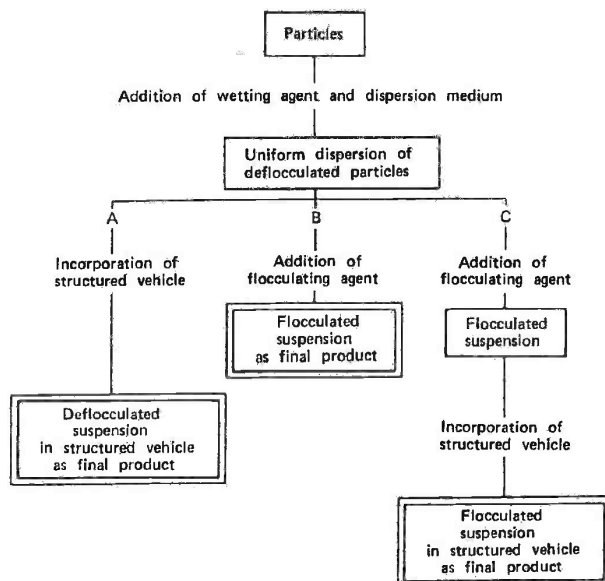 Particles
Addition of wetting agent and dispersion medium
Uniform dispersion of
deflocculated particles
A
Incorporation of
structured vehicle
Deflocculated
suspension
in structured vehicle
as final product
B
Addition of
flocculating agent
Flocculated
suspension
as final product
C
Addition of
flocculating agent
Flocculated
suspension
Incorporation of
structured vehicle
Flocculated
suspension
in structured vehicle
as final product